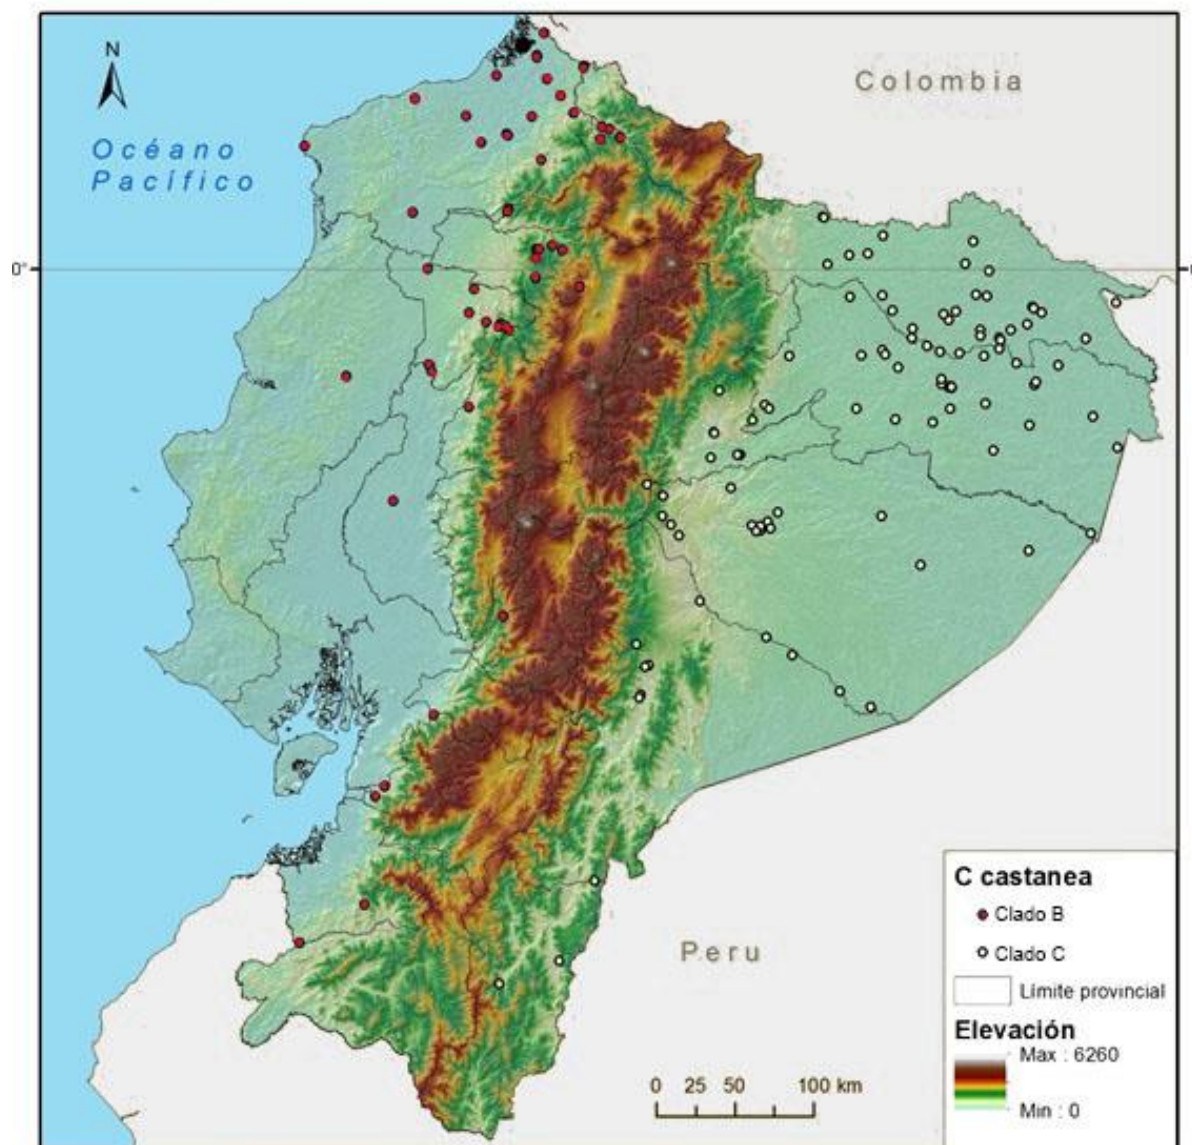 N
Colombia
Océano
Pacífico
0°
C castanea
Clado B
Clado C
Límite provincial
Elevación
Max : 6260
Min : 0
Peru
0 25 50 100 km